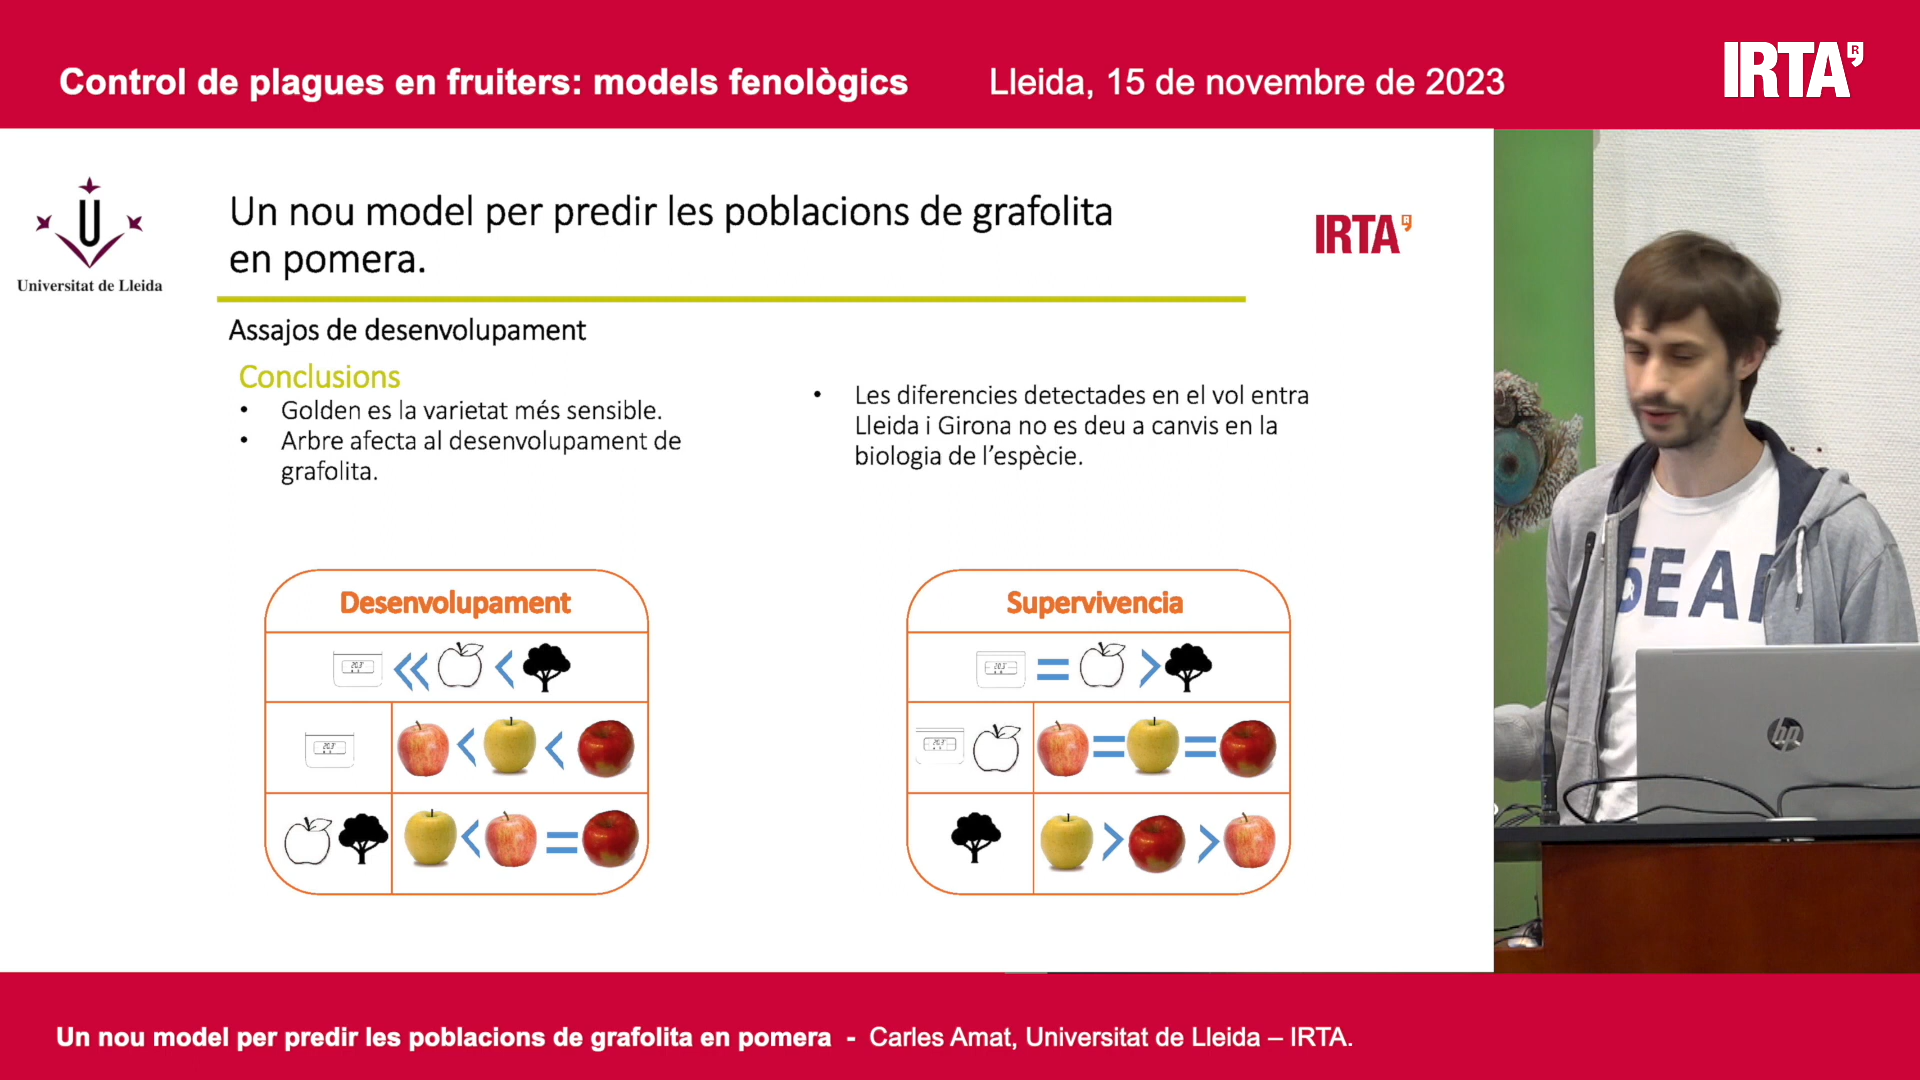 Control de plagues en fruiters: models fenològics
Lleida, 15 de novembre de 2023
IRTA
R
Universitat de Lleida
Un nou model per predir les poblacions de grafolita
en pomera.
IRTA
Assajos de desenvolupament
Conclusions
• Golden es la varietat més sensible.
• Arbre afecta al desenvolupament de
grafolita.
• Les diferencies detectades en el vol entra
Lleida i Girona no es deu a canvis en la
biologia de l’espècie.
Desenvolupament
<<
<
<
<
<
=
Supervivencia
=
>
=
=
>
>
hp
Un nou model per predir les poblacions de grafolita en pomera - Carles Amat, Universitat de Lleida – IRTA.